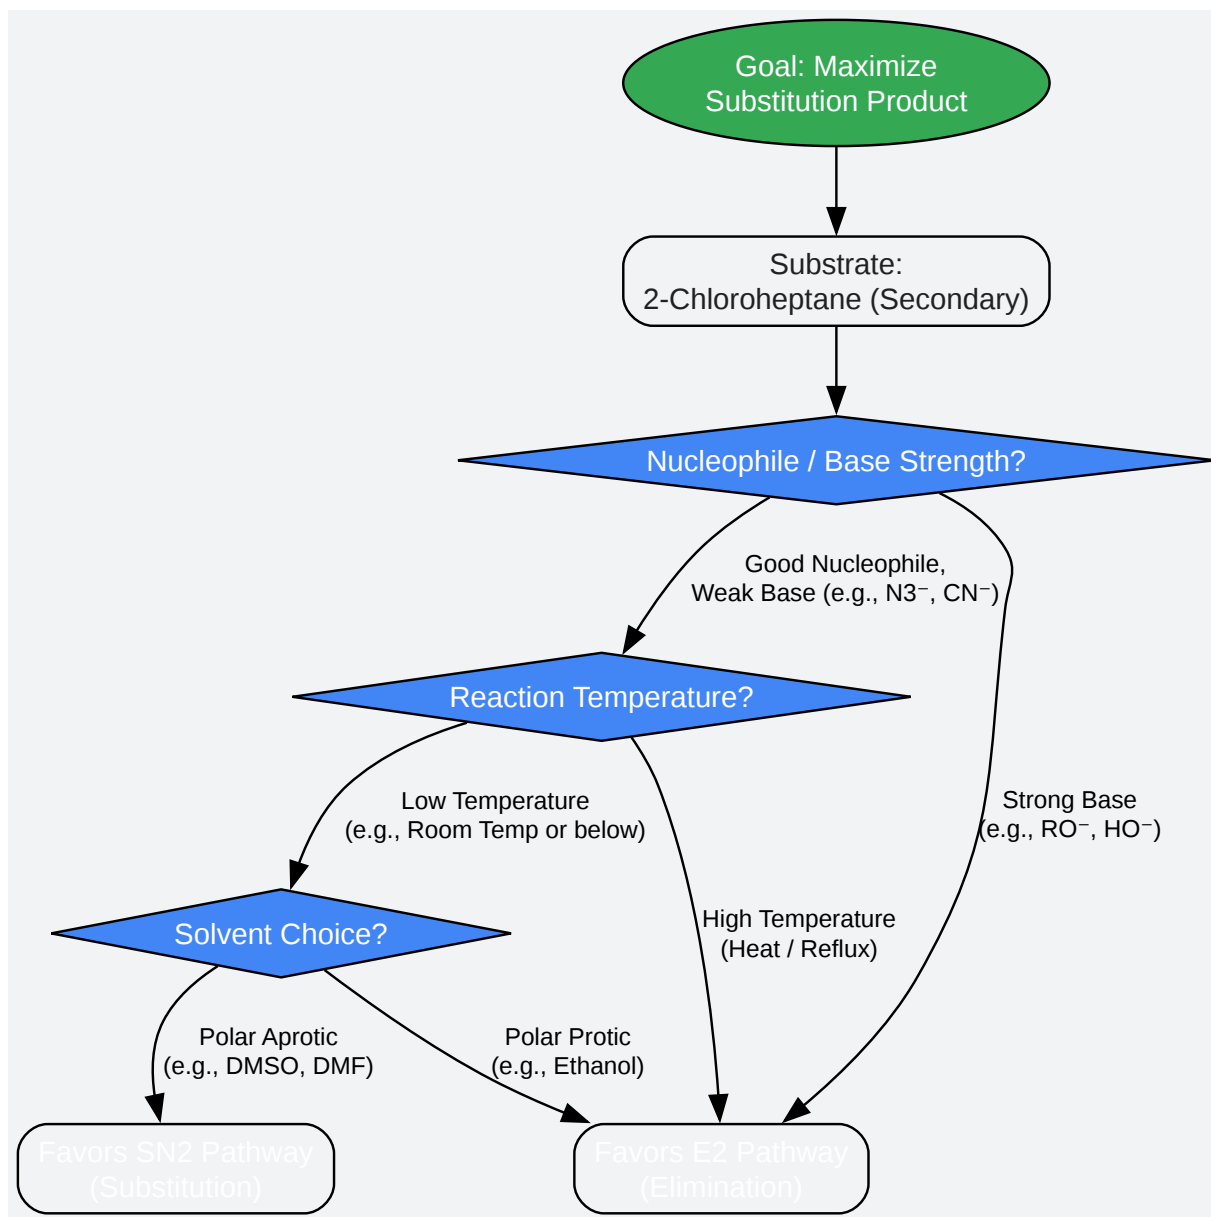 Goal: Maximize
Substitution Product
Substrate:
2-Chloroheptane (Secondary)
Nucleophile / Base Strength?
Good Nucleophile,
Weak Base (e.g., N3⁻, CN⁻)
Reaction Temperature?
Low Temperature
(e.g., Room Temp or below)
Strong Base
(e.g., RO⁻, HO⁻)
High Temperature
(Heat / Reflux)
Solvent Choice?
Polar Aprotic
(e.g., DMSO, DMF)
Polar Protic
(e.g., Ethanol)
Favors SN2 Pathway
(Substitution)
Favors E2 Pathway
(Elimination)